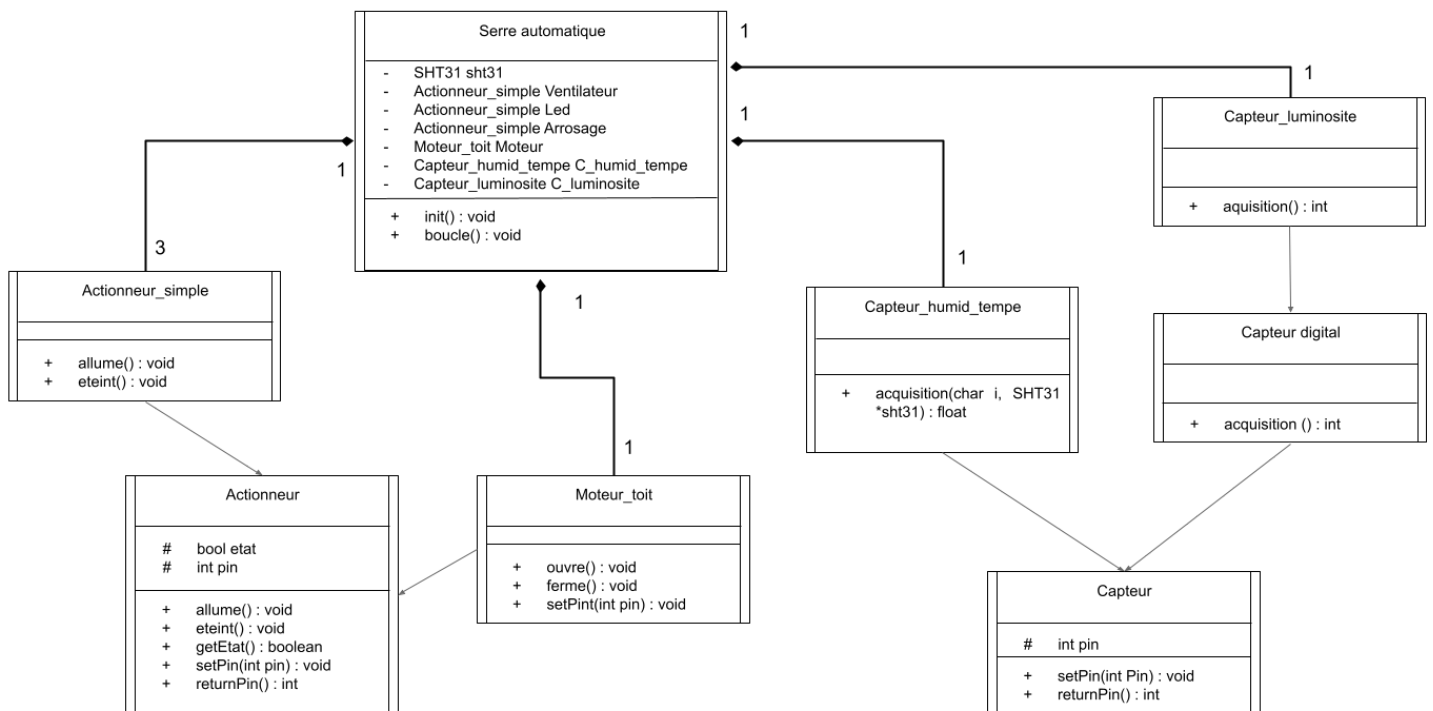 Serre automatique
- SHT31 sht31
- Actionneur_simple Ventilateur
- Actionneur_simple Led
- Actionneur_simple Arrosage
- Moteur_toit Moteur
- Capteur_humid_tempe C_humid_tempe
- Capteur_luminosite C_luminosite
+ init() : void
+ boucle() : void
1
1
1
1
1
3
1
1
1
Capteur_luminosite
+ aquisition() : int
Actionneur_simple
+ allume() : void
+ eteint() : void
Capteur_humid_tempe
+ acquisition(char i, SHT31
*sht31) : float
Capteur digital
+ acquisition () : int
Actionneur
# bool etat
# int pin
+ allume() : void
+ eteint() : void
+ getEtat() : boolean
+ setPin(int pin) : void
+ returnPin() : int
Moteur_toit
+ ouvre() : void
+ ferme() : void
+ setPint(int pin) : void
Capteur
# int pin
+ setPin(int Pin) : void
+ returnPin() : int